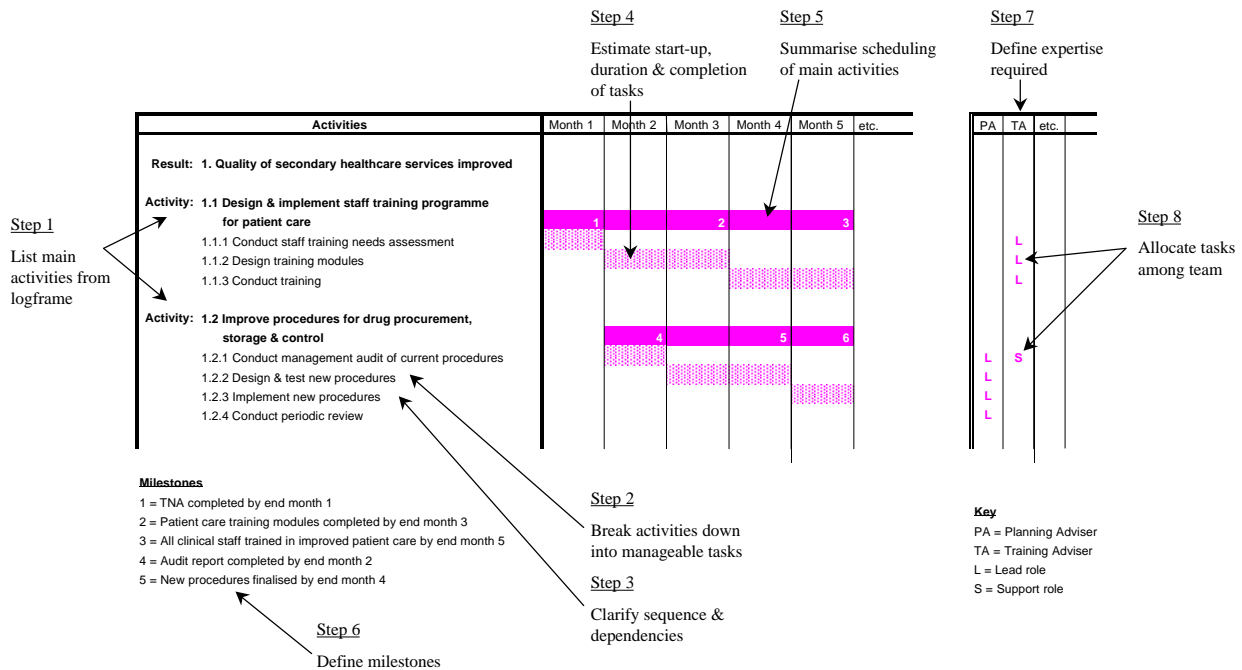 Step 4
Estimate start-up,
duration & completion
of tasks
Step 5
Summarise scheduling
of main activities
Step 7
Define expertise
required
Activities Month 1 Month 2 Month 3 Month 4 Month 5 etc. PA TA etc.
Result: 1. Quality of secondary healthcare services improved
Activity: 1.1 Design & implement staff training programme
for patient care 1 2 3
1.1.1 Conduct staff training needs assessment L
1.1.2 Design training modules L
1.1.3 Conduct training L
Activity: 1.2 Improve procedures for drug procurement,
storage & control 4 5 6
1.2.1 Conduct management audit of current procedures L S
1.2.2 Design & test new procedures L
1.2.3 Implement new procedures L
1.2.4 Conduct periodic review L
Step 1
List main
activities from
logframe
Step 8
Allocate tasks
among team
Milestones
1 = TNA completed by end month 1
2 = Patient care training modules completed by end month 3
3 = All clinical staff trained in improved patient care by end month 5
4 = Audit report completed by end month 2
5 = New procedures finalised by end month 4
Step 2
Break activities down
into manageable tasks
Step 3
Clarify sequence &
dependencies
Step 6
Define milestones
Key
PA = Planning Adviser
TA = Training Adviser
L = Lead role
S = Support role